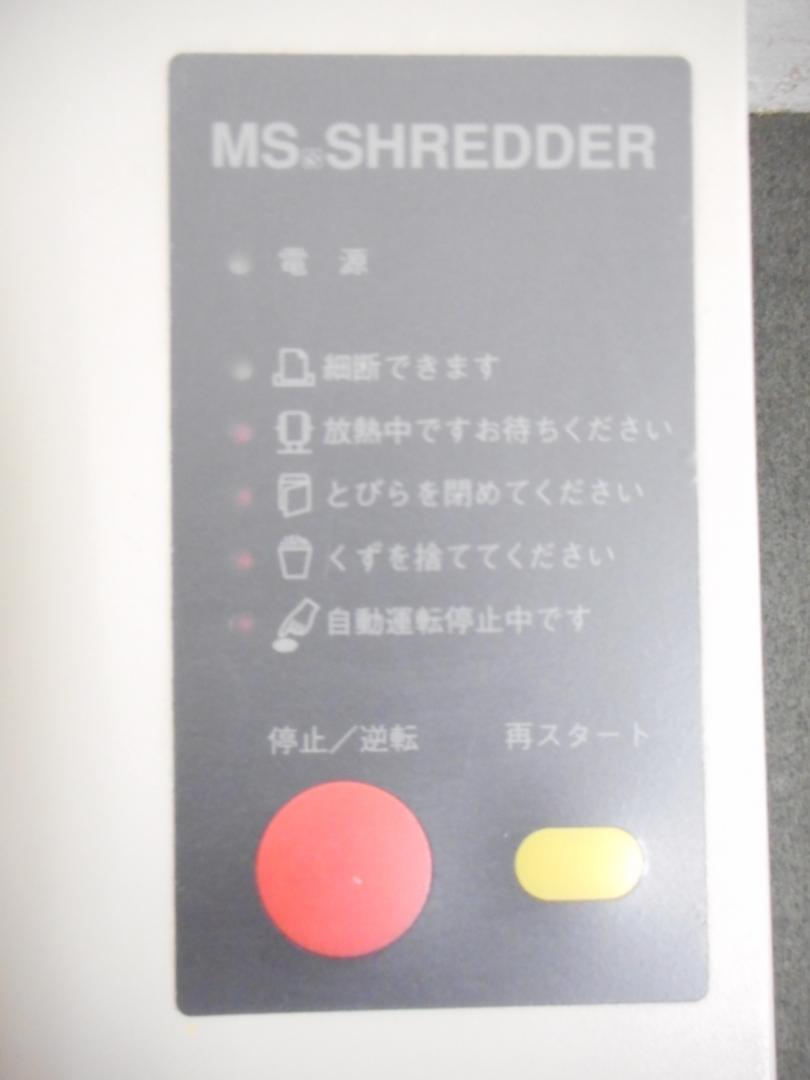 MS SHREDDER
電 源
細断できます
放熱中ですお待ちください
とびらを閉めてください
くずを捨ててください
自動運転停止中です
停止／逆転 再スタート